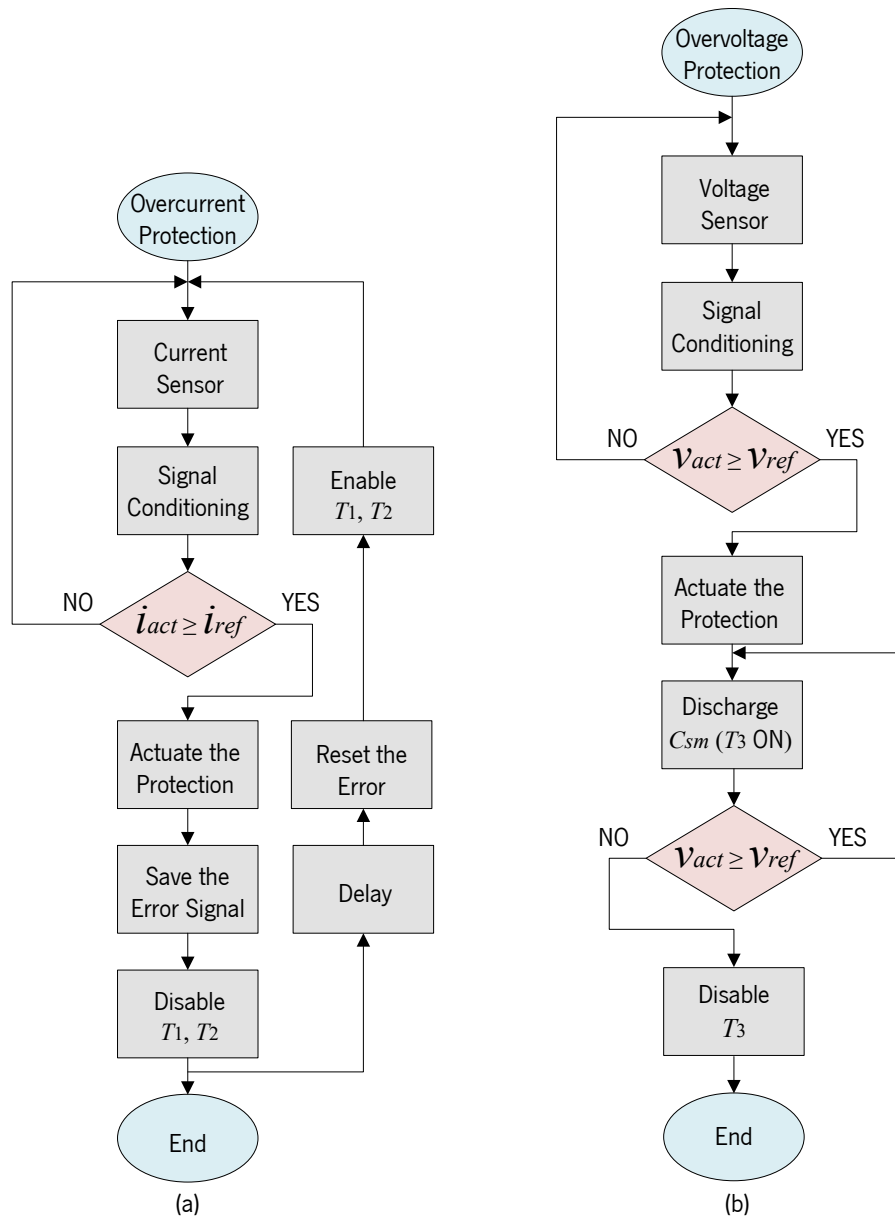 Overcurrent
Protection
Current
Sensor
Signal
Conditioning
NO
YES
iact ≥ iref
Actuate the
Protection
Save the
Error Signal
Disable
T1, T2
End
Delay
Reset the
Error
Enable
T1, T2
(a)
Overvoltage
Protection
Voltage
Sensor
Signal
Conditioning
NO
YES
vact ≥ vref
Actuate the
Protection
Discharge
Csm (T3 ON)
NO
YES
vact ≥ vref
Disable
T3
End
(b)